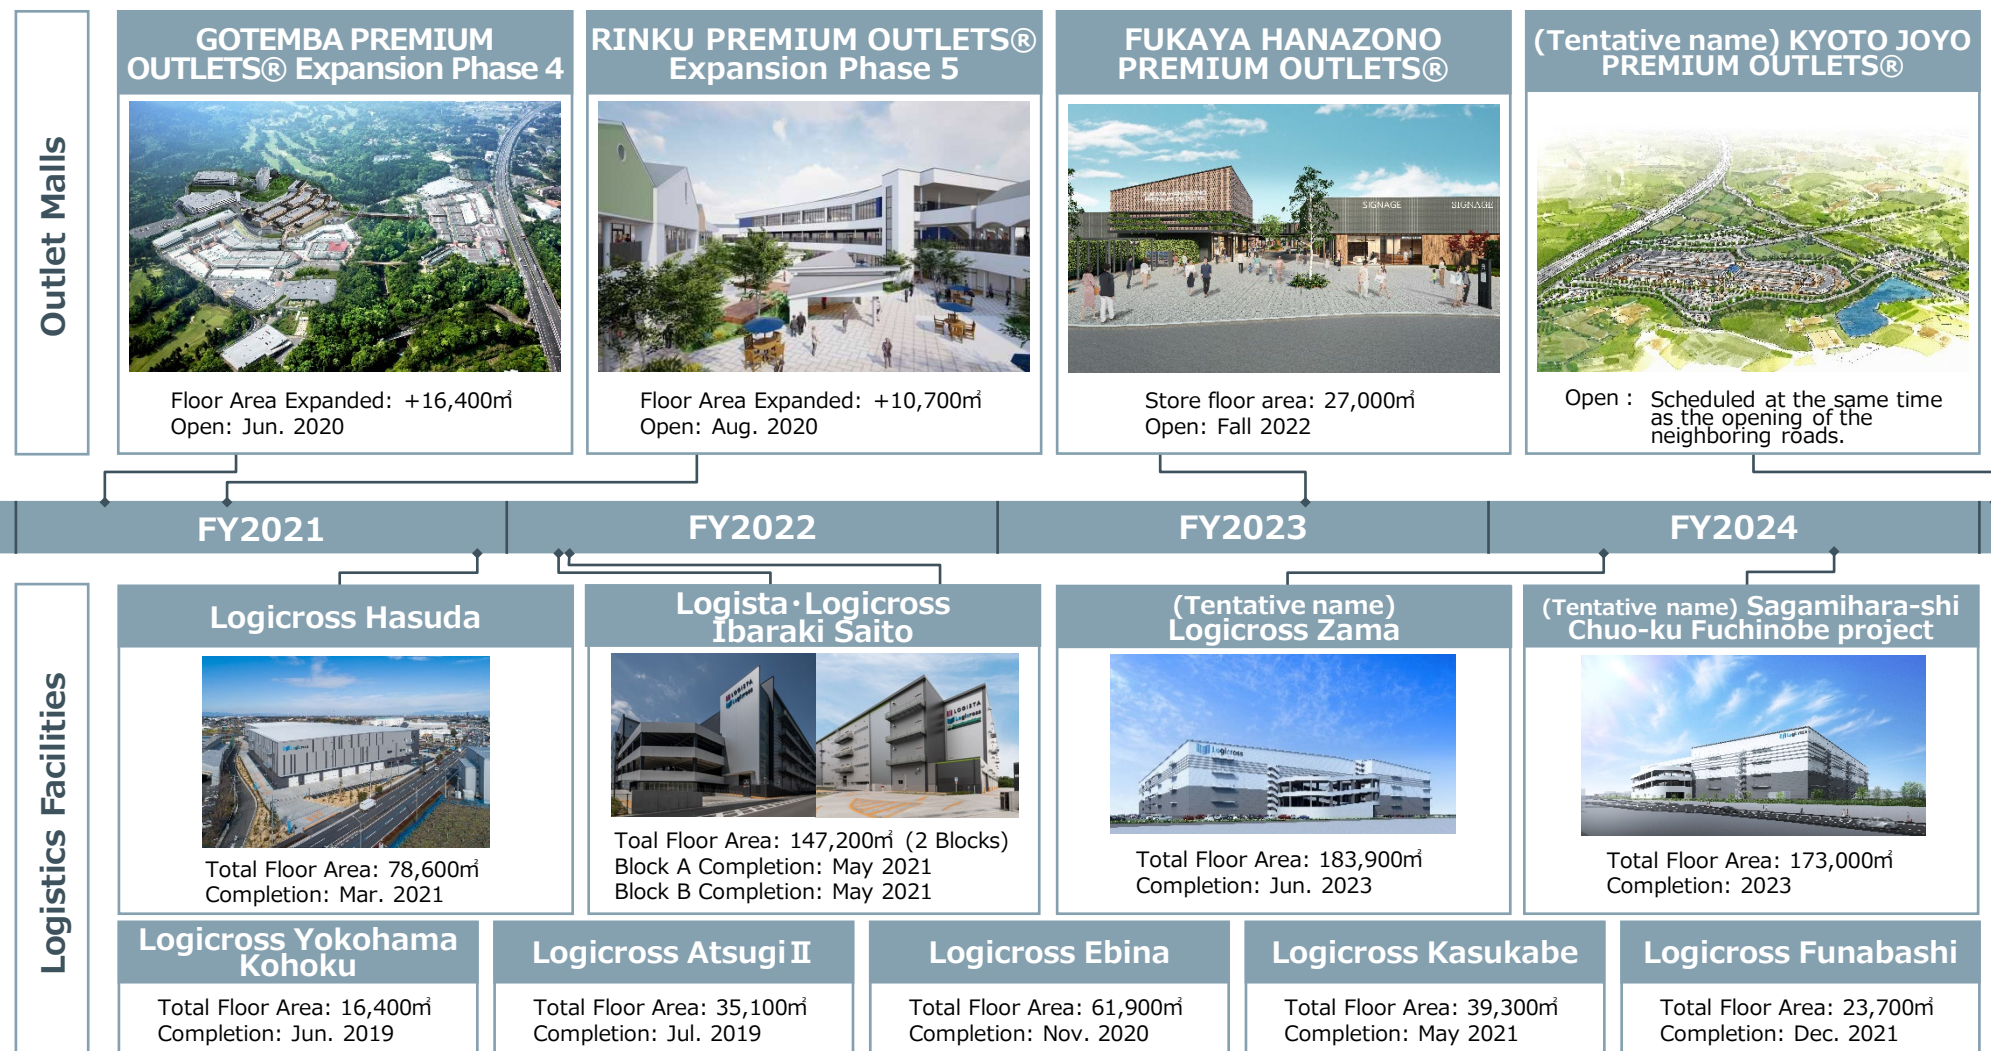 Outlet Malls
GOTEMBA PREMIUM
OUTLETS® Expansion Phase 4
Floor Area Expanded: +16,400㎡
Open: Jun. 2020
RINKU PREMIUM OUTLETS®
Expansion Phase 5
Floor Area Expanded: +10,700㎡
Open: Aug. 2020
FUKAYA HANAZONO
PREMIUM OUTLETS®
SIGNAGE
SIGNAGE
Store floor area: 27,000㎡
Open: Fall 2022
(Tentative name) KYOTO JOYO
PREMIUM OUTLETS®
Open : Scheduled at the same time
as the opening of the
neighboring roads.
FY2021
FY2022
FY2023
FY2024
Logistics Facilities
Logicross Hasuda
Logicross
Total Floor Area: 78,600㎡
Completion: Mar. 2021
Logista･Logicross
Ibaraki Saito
LOGISTA
Logicross
LOGISTA
Logicross
Toal Floor Area: 147,200㎡ (2 Blocks)
Block A Completion: May 2021
Block B Completion: May 2021
(Tentative name)
Logicross Zama
Logicross
Total Floor Area: 183,900㎡
Completion: Jun. 2023
(Tentative name) Sagamihara-shi
Chuo-ku Fuchinobe project
Logicross
Total Floor Area: 173,000㎡
Completion: 2023
Logicross Yokohama
Kohoku
Total Floor Area: 16,400㎡
Completion: Jun. 2019
Logicross AtsugiⅡ
Total Floor Area: 35,100㎡
Completion: Jul. 2019
Logicross Ebina
Total Floor Area: 61,900㎡
Completion: Nov. 2020
Logicross Kasukabe
Total Floor Area: 39,300㎡
Completion: May 2021
Logicross Funabashi
Total Floor Area: 23,700㎡
Completion: Dec. 2021